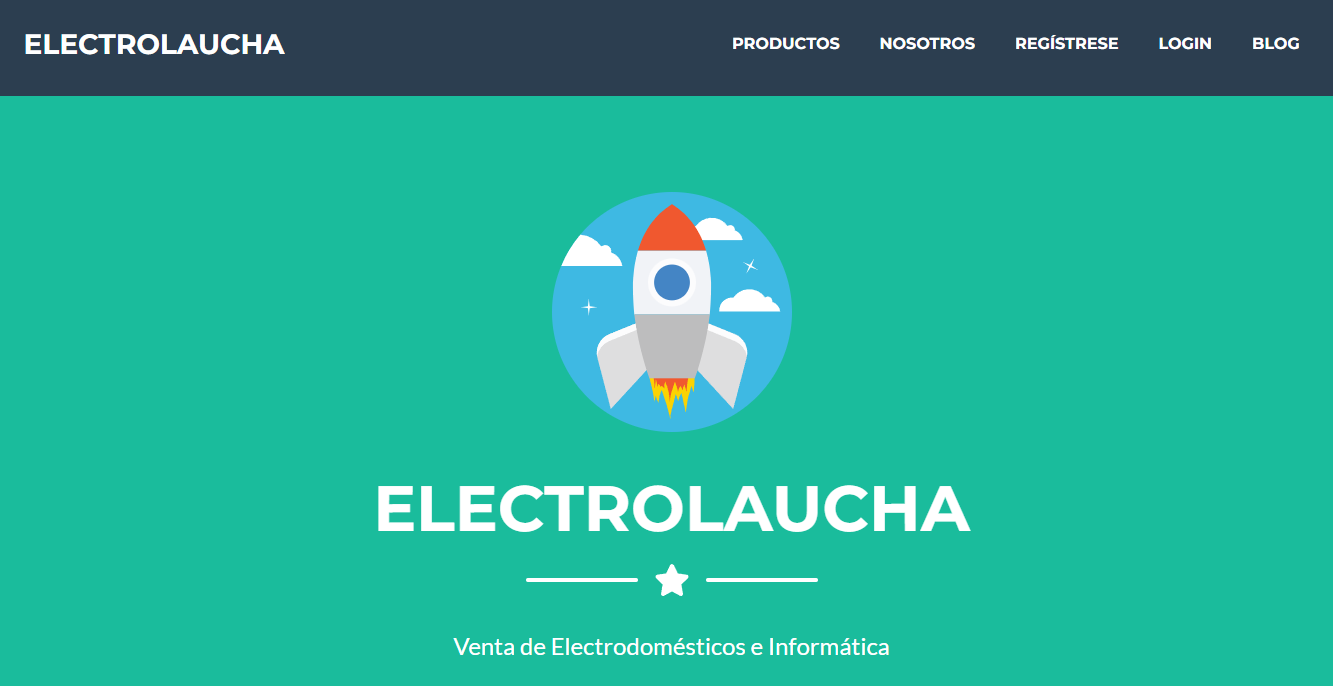 ELECTROLAUCHA
PRODUCTOS NOSOTROS REGÍSTRESE LOGIN BLOG
ELECTROLAUCHA
Venta de Electrodomésticos e Informática